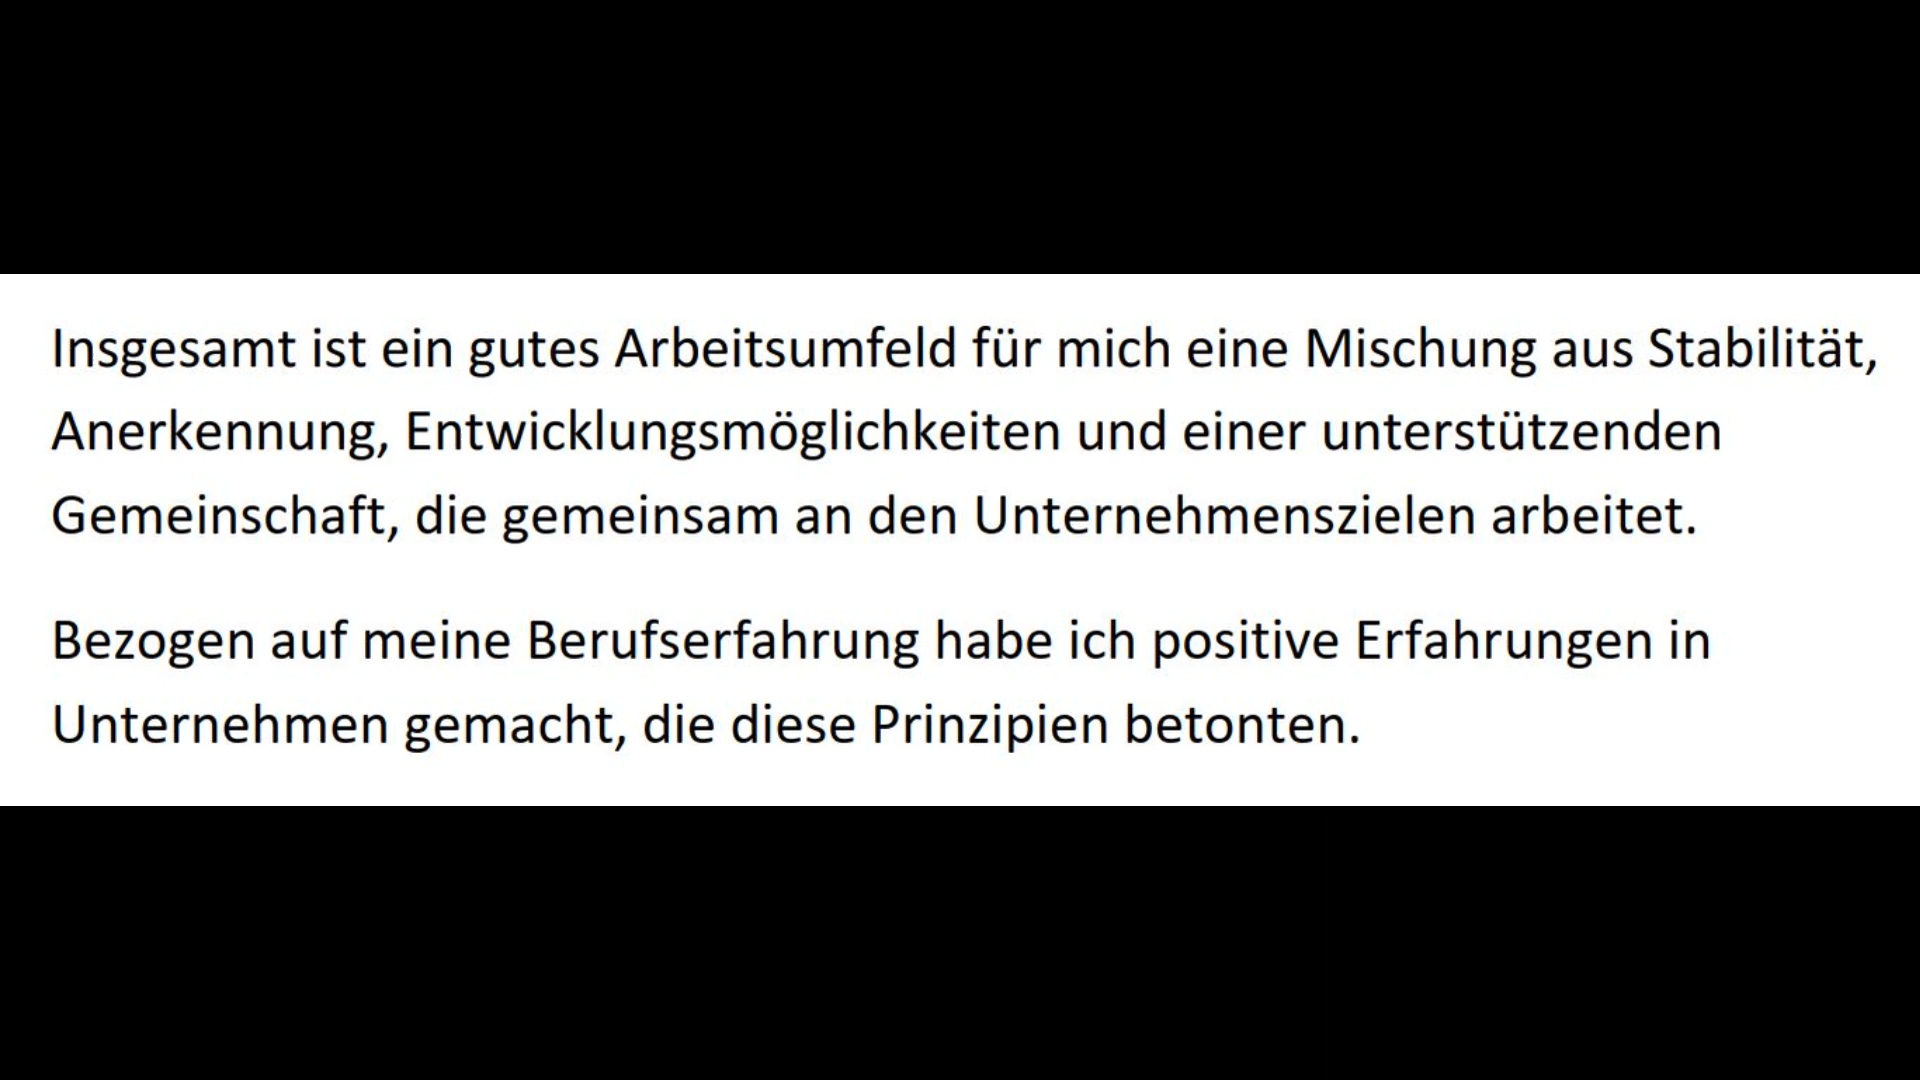 Insgesamt ist ein gutes Arbeitsumfeld für mich eine Mischung aus Stabilität,
Anerkennung, Entwicklungsmöglichkeiten und einer unterstützenden
Gemeinschaft, die gemeinsam an den Unternehmenszielen arbeitet.
Bezogen auf meine Berufserfahrung habe ich positive Erfahrungen in
Unternehmen gemacht, die diese Prinzipien betonten.